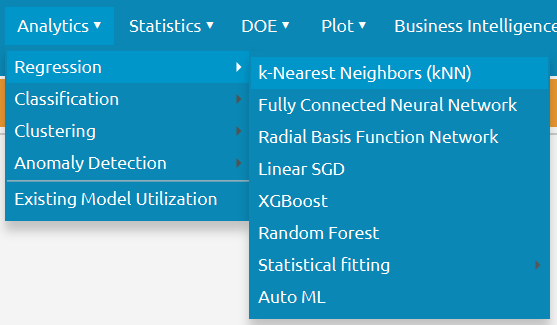 Analytics ▼ Statistics ▼ DOE ▼ Plot ▼ Business Intelligence
Regression
Classification
Clustering
Anomaly Detection
Existing Model Utilization
k-Nearest Neighbors (kNN)
Fully Connected Neural Network
Radial Basis Function Network
Linear SGD
XGBoost
Random Forest
Statistical fitting
Auto ML